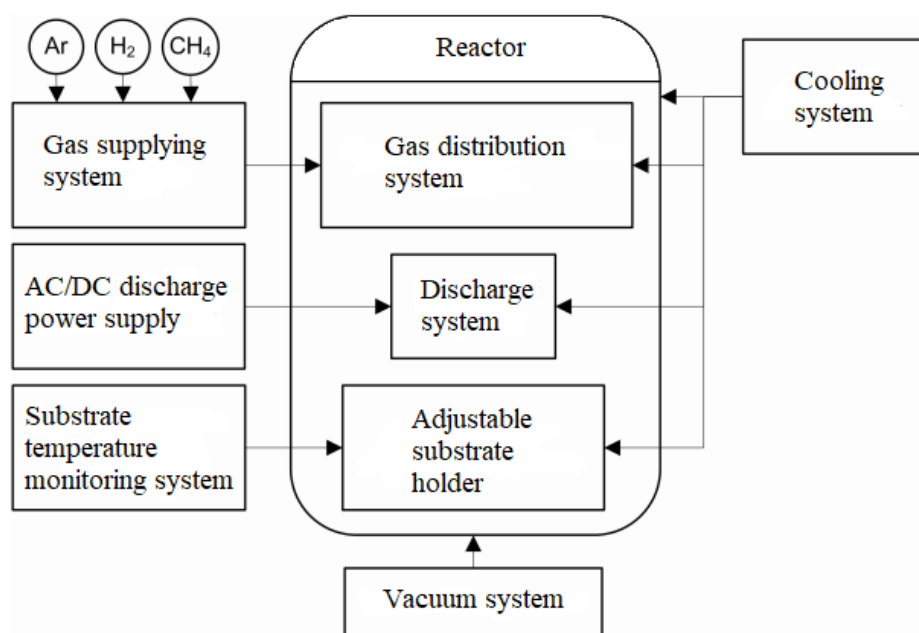 Ar
H₂
CH₄
Reactor
Cooling
system
Gas supplying
system
Gas distribution
system
AC/DC discharge
power supply
Discharge
system
Substrate
temperature
monitoring system
Adjustable
substrate
holder
Vacuum system